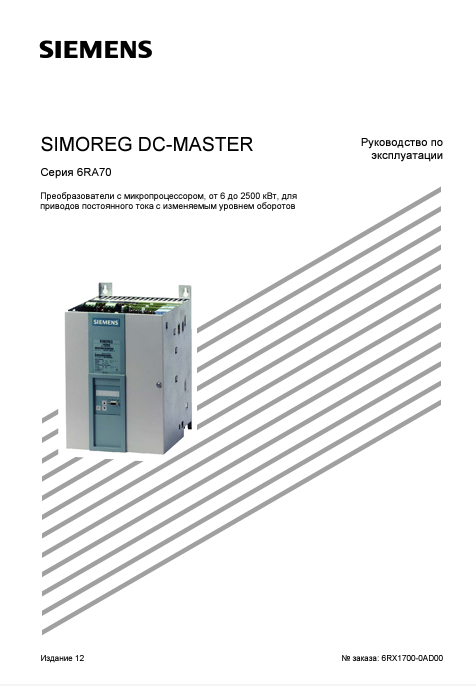 SIEMENS
SIMOREG DC-MASTER
Руководство по
эксплуатации
Серия 6RA70
Преобразователи с микропроцессором, от 6 до 2500 кВт, для
приводов постоянного тока с изменяемым уровнем оборотов
SIEMENS
Издание 12
№ заказа: 6RX1700-0AD00